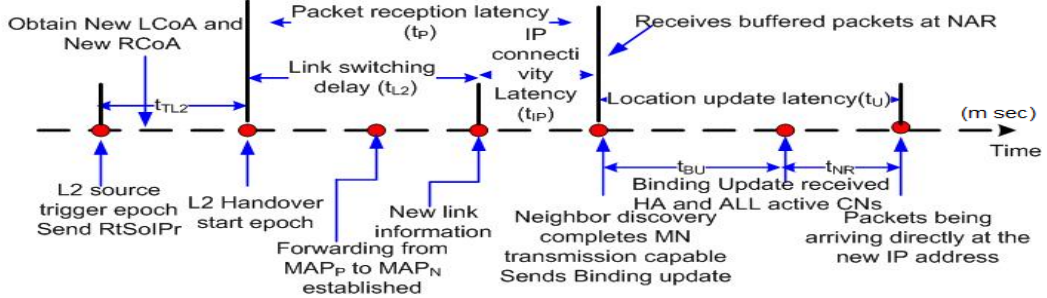 Obtain New LCoA and
New RCoA
Packet reception latency
(tP)
IP
connecti
vity
Latency
(tIP)
Receives buffered packets at NAR
Link switching
delay (tL2)
tTL2
Location update latency(tU)
(m sec)
Time
tBU
tNR
L2 source
trigger epoch
Send RtSolPr
L2 Handover
start epoch
Forwarding from
MAPP to MAPN
established
New link
information
Binding Update received
HA and ALL active CNs
Neighbor discovery
completes MN
transmission capable
Sends Binding update
Packets being
arriving directly at the
new IP address